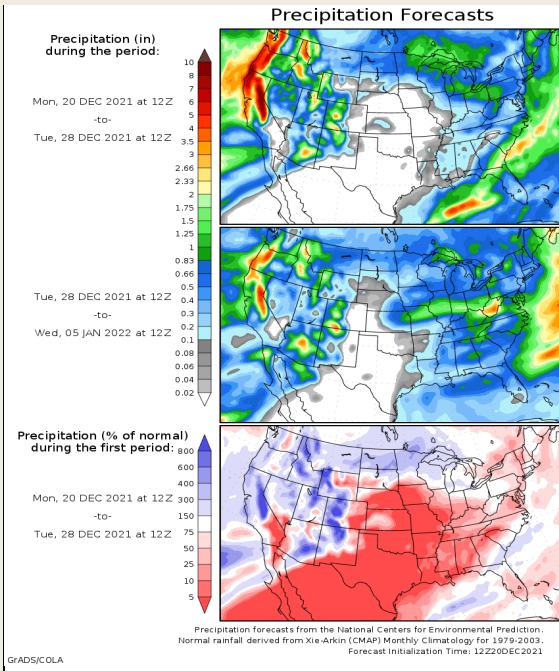 Precipitation Forecasts
Precipitation (in)
during the period:
Mon, 20 DEC 2021 at 12Z
-to-
Tue, 28 DEC 2021 at 12Z
10
8
7
6
5
4
3.5
3
2.66
2.33
2
1.75
1.5
1.25
1
0.83
0.66
0.5
0.4
0.3
0.2
0.1
0.08
0.06
0.04
0.02
Tue, 28 DEC 2021 at 12Z
-to-
Wed, 05 JAN 2022 at 12Z
Precipitation (% of normal)
during the first period:
Mon, 20 DEC 2021 at 12Z
-to-
Tue, 28 DEC 2021 at 12Z
800
600
400
300
150
75
50
25
10
5
Precipitation forecasts from the National Centers for Environmental Prediction.
Normal rainfall derived from Xie-Arkin (CMAP) Monthly Climatology for 1979-2003.
Forecast Initialization Time: 12Z20DEC2021
GrADS/COLA